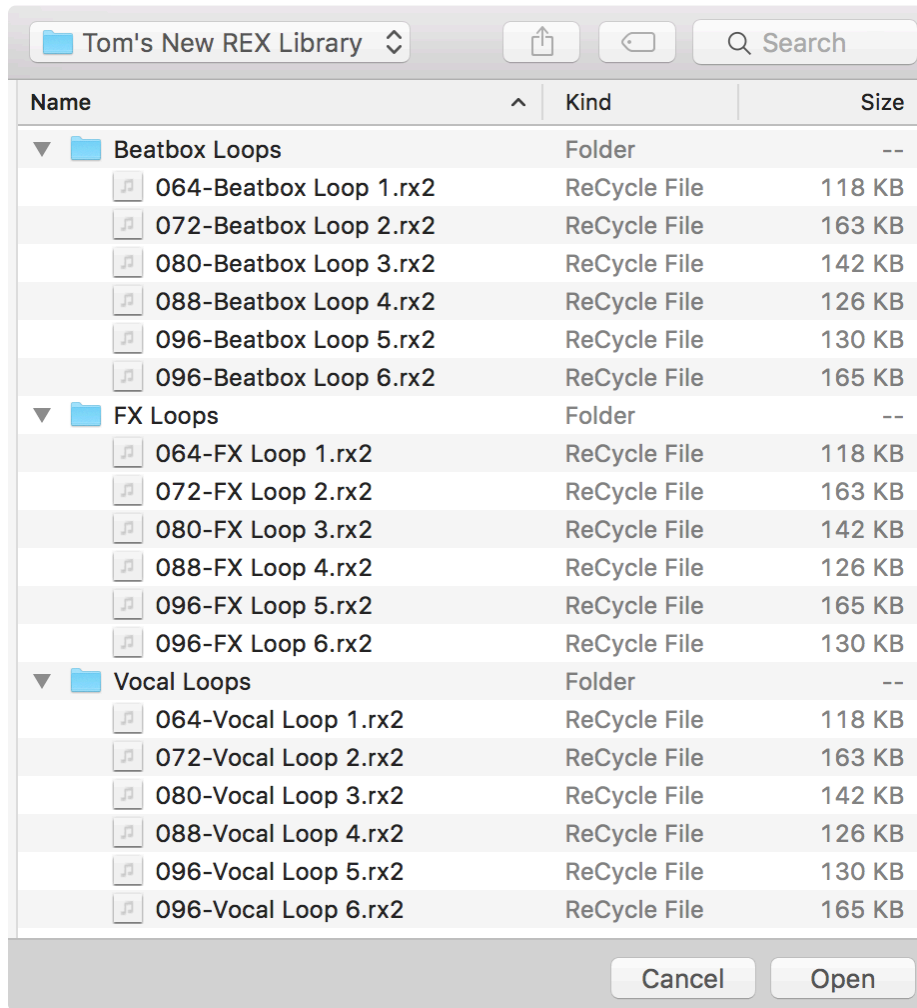 Tom's New REX Library Search
Name Kind Size
Beatbox Loops Folder --
064-Beatbox Loop 1.rx2 ReCycle File 118 KB
072-Beatbox Loop 2.rx2 ReCycle File 163 KB
080-Beatbox Loop 3.rx2 ReCycle File 142 KB
088-Beatbox Loop 4.rx2 ReCycle File 126 KB
096-Beatbox Loop 5.rx2 ReCycle File 130 KB
096-Beatbox Loop 6.rx2 ReCycle File 165 KB
FX Loops Folder --
064-FX Loop 1.rx2 ReCycle File 118 KB
072-FX Loop 2.rx2 ReCycle File 163 KB
080-FX Loop 3.rx2 ReCycle File 142 KB
088-FX Loop 4.rx2 ReCycle File 126 KB
096-FX Loop 5.rx2 ReCycle File 165 KB
096-FX Loop 6.rx2 ReCycle File 130 KB
Vocal Loops Folder --
064-Vocal Loop 1.rx2 ReCycle File 118 KB
072-Vocal Loop 2.rx2 ReCycle File 163 KB
080-Vocal Loop 3.rx2 ReCycle File 142 KB
088-Vocal Loop 4.rx2 ReCycle File 126 KB
096-Vocal Loop 5.rx2 ReCycle File 130 KB
096-Vocal Loop 6.rx2 ReCycle File 165 KB
Cancel Open